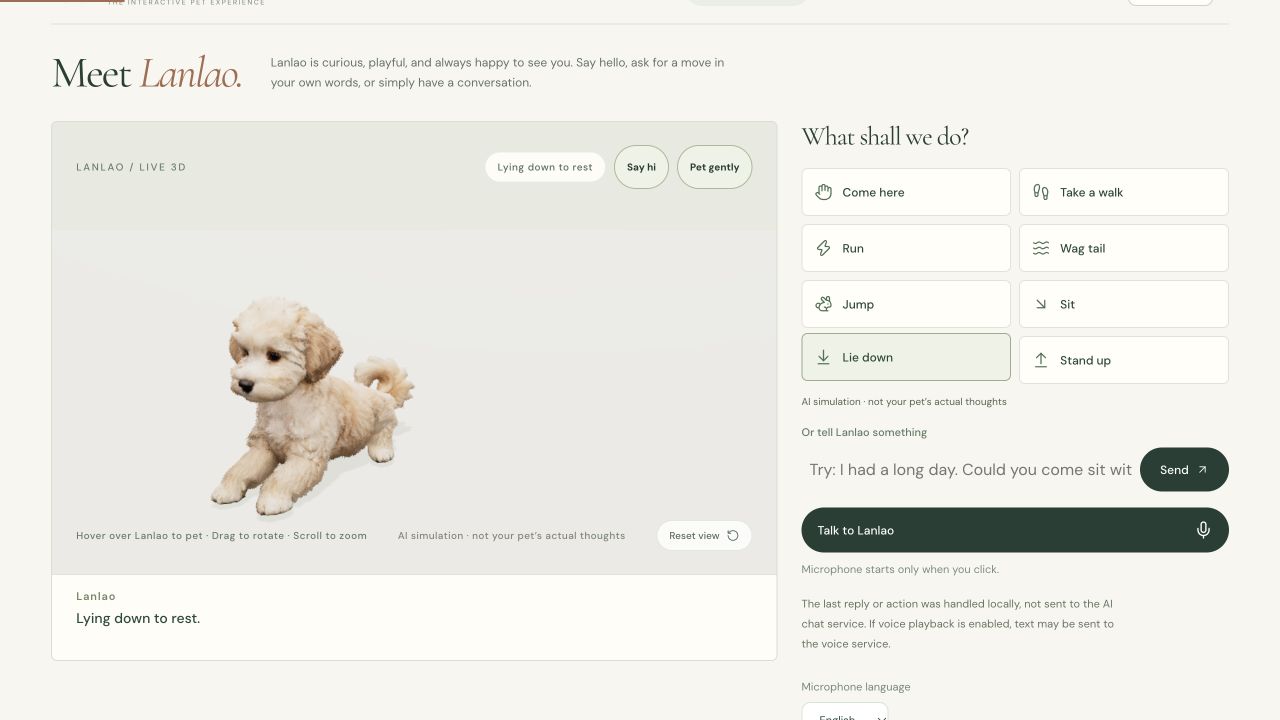 THE INTERACTIVE PET EXPERIENCE
Meet Lanlao.
Lanlao is curious, playful, and always happy to see you. Say hello, ask for a move in
your own words, or simply have a conversation.
LANLAO / LIVE 3D
Lying down to rest
Say hi
Pet gently
Hover over Lanlao to pet · Drag to rotate · Scroll to zoom
AI simulation · not your pet’s actual thoughts
Reset view
Lanlao
Lying down to rest.
What shall we do?
Come here
Take a walk
Run
Wag tail
Jump
Sit
Lie down
Stand up
AI simulation · not your pet’s actual thoughts
Or tell Lanlao something
Try: I had a long day. Could you come sit wit
Send
Talk to Lanlao
Microphone starts only when you click.
The last reply or action was handled locally, not sent to the AI
chat service. If voice playback is enabled, text may be sent to
the voice service.
Microphone language
English